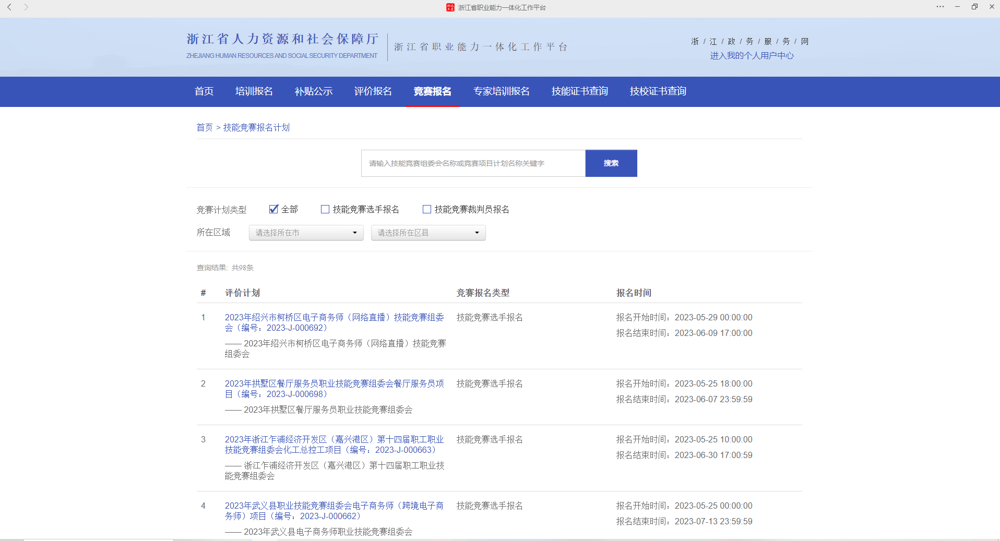 浙江省职业能力一体化工作平台
浙江省人力资源和社会保障厅
ZHEJIANG HUMAN RESOURCES AND SOCIAL SECURITY DEPARTMENT
浙江省职业能力一体化工作平台
浙 / 江 / 政 / 务 / 服 / 务 / 网
进入我的个人用户中心
首页 培训报名 补贴公示 评价报名 竞赛报名 专家培训报名 技能证书查询 技校证书查询
首页 > 技能竞赛报名计划
请输入技能竞赛组委会名称或竞赛项目计划名称关键字 搜索
竞赛计划类型 全部 技能竞赛选手报名 技能竞赛裁判员报名
所在区域 请选择所在市 请选择所在区县
查询结果: 共98条
# 评价计划 竞赛报名类型 报名时间
1 2023年绍兴市柯桥区电子商务师（网络直播）技能竞赛组委 技能竞赛选手报名 报名开始时间：2023-05-29 00:00:00
会（编号：2023-J-000692）
报名结束时间：2023-06-09 17:00:00
—— 2023年绍兴市柯桥区电子商务师（网络直播）技能竞赛
组委会
2 2023年拱墅区餐厅服务员职业技能竞赛组委会餐厅服务员项 技能竞赛选手报名 报名开始时间：2023-05-25 18:00:00
目（编号：2023-J-000698）
报名结束时间：2023-06-07 23:59:59
—— 2023年拱墅区餐厅服务员职业技能竞赛组委会
3 2023年浙江乍浦经济开发区（嘉兴港区）第十四届职工职业 技能竞赛选手报名 报名开始时间：2023-05-25 10:00:00
技能竞赛组委会化工总控工项目（编号：2023-J-000663）
报名结束时间：2023-06-30 17:00:59
—— 浙江乍浦经济开发区（嘉兴港区）第十四届职工职业技
能竞赛组委会
4 2023年武义县职业技能竞赛组委会电子商务师（跨境电子商 技能竞赛选手报名 报名开始时间：2023-05-25 00:00:00
务师）项目（编号：2023-J-000662）
报名结束时间：2023-07-13 23:59:59
—— 2023年武义县电子商务师职业技能竞赛组委会